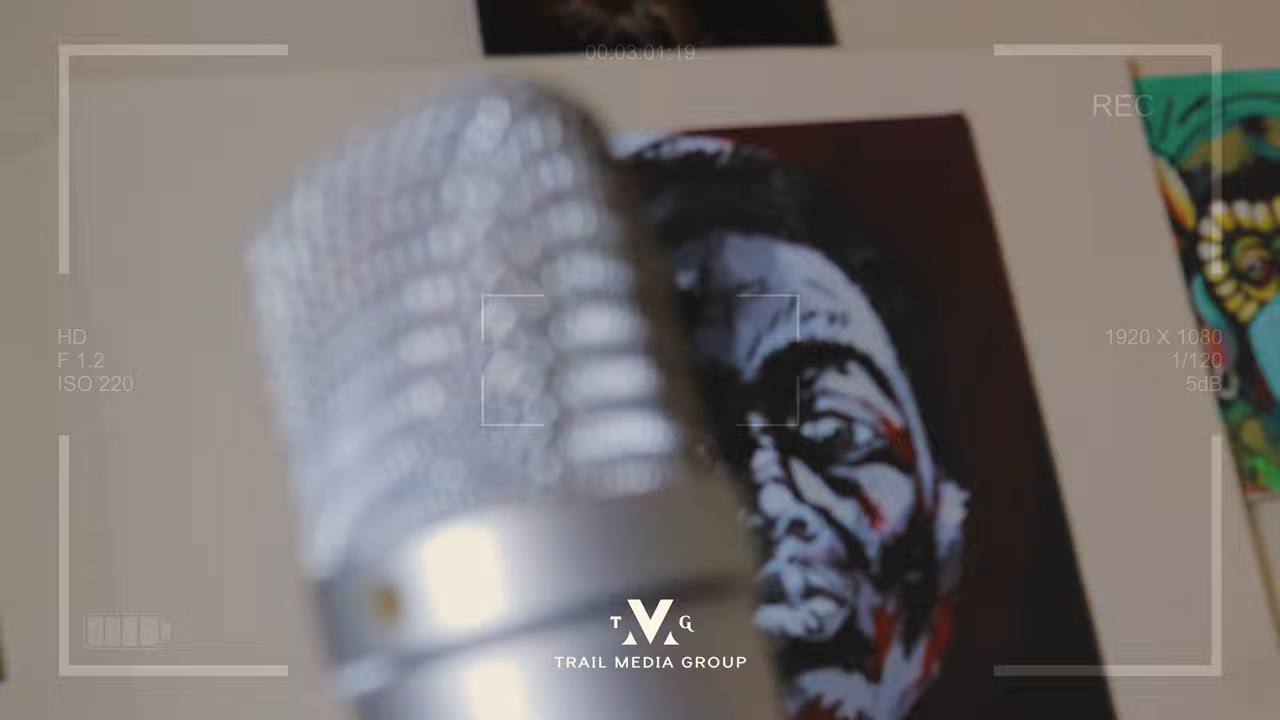 00:03:01:19
REC
HD
F 1.2
ISO 220
1920 X 1080
1/120
5dB
T M G
TRAIL MEDIA GROUP